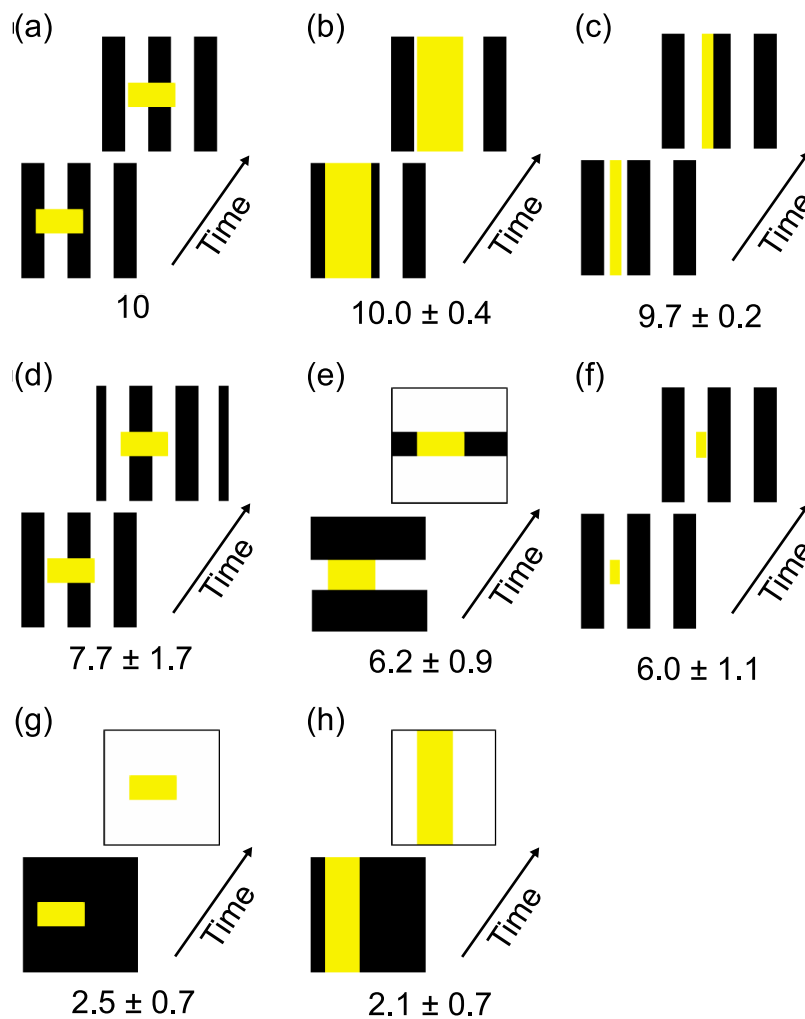 (a) (b) (c)
Time Time Time
10 10.0 ± 0.4 9.7 ± 0.2
(d) (e) (f)
Time Time Time
7.7 ± 1.7 6.2 ± 0.9 6.0 ± 1.1
(g) (h)
Time Time
2.5 ± 0.7 2.1 ± 0.7